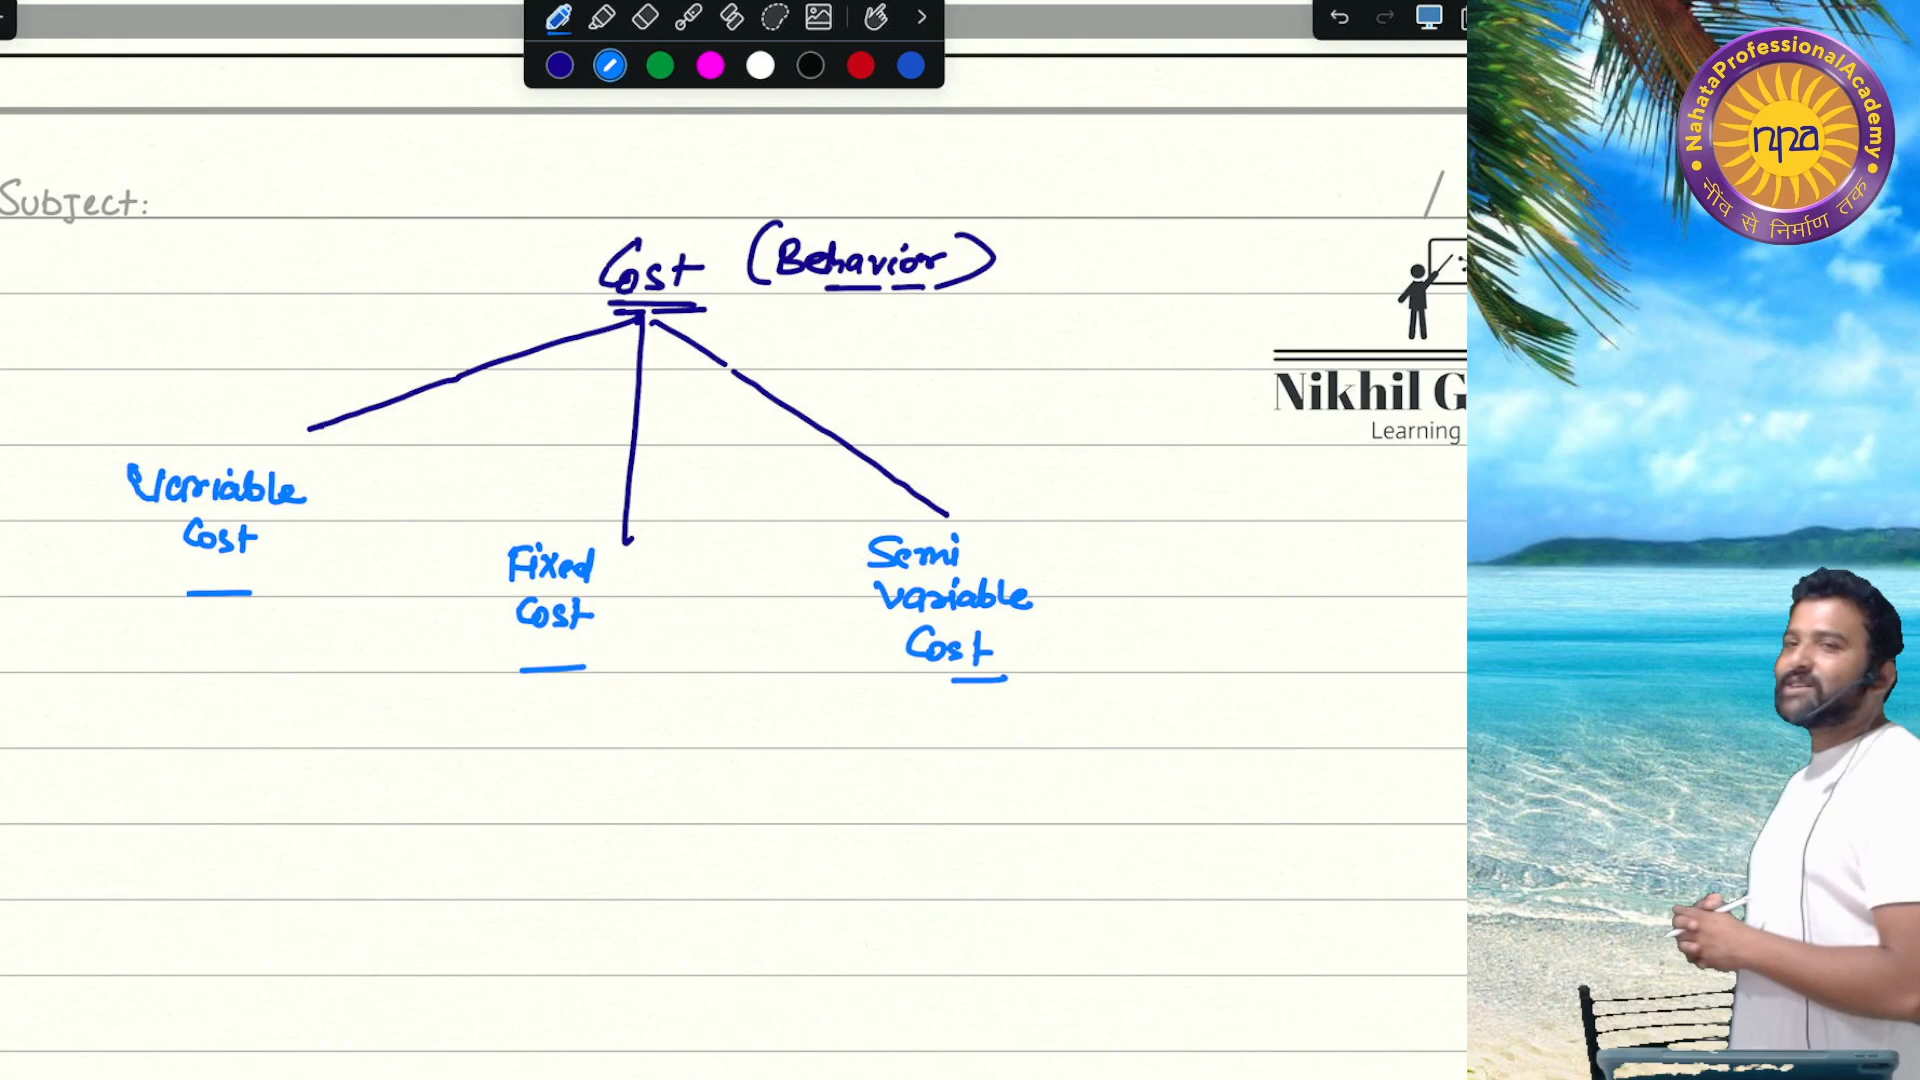 NahataProfessionalAcademy
npa
नींव से निर्माण तक
Subject:
Cost (Behavior)
Nikhil G
Learning
Variable
Cost
Fixed
Cost
Semi
Variable
Cost